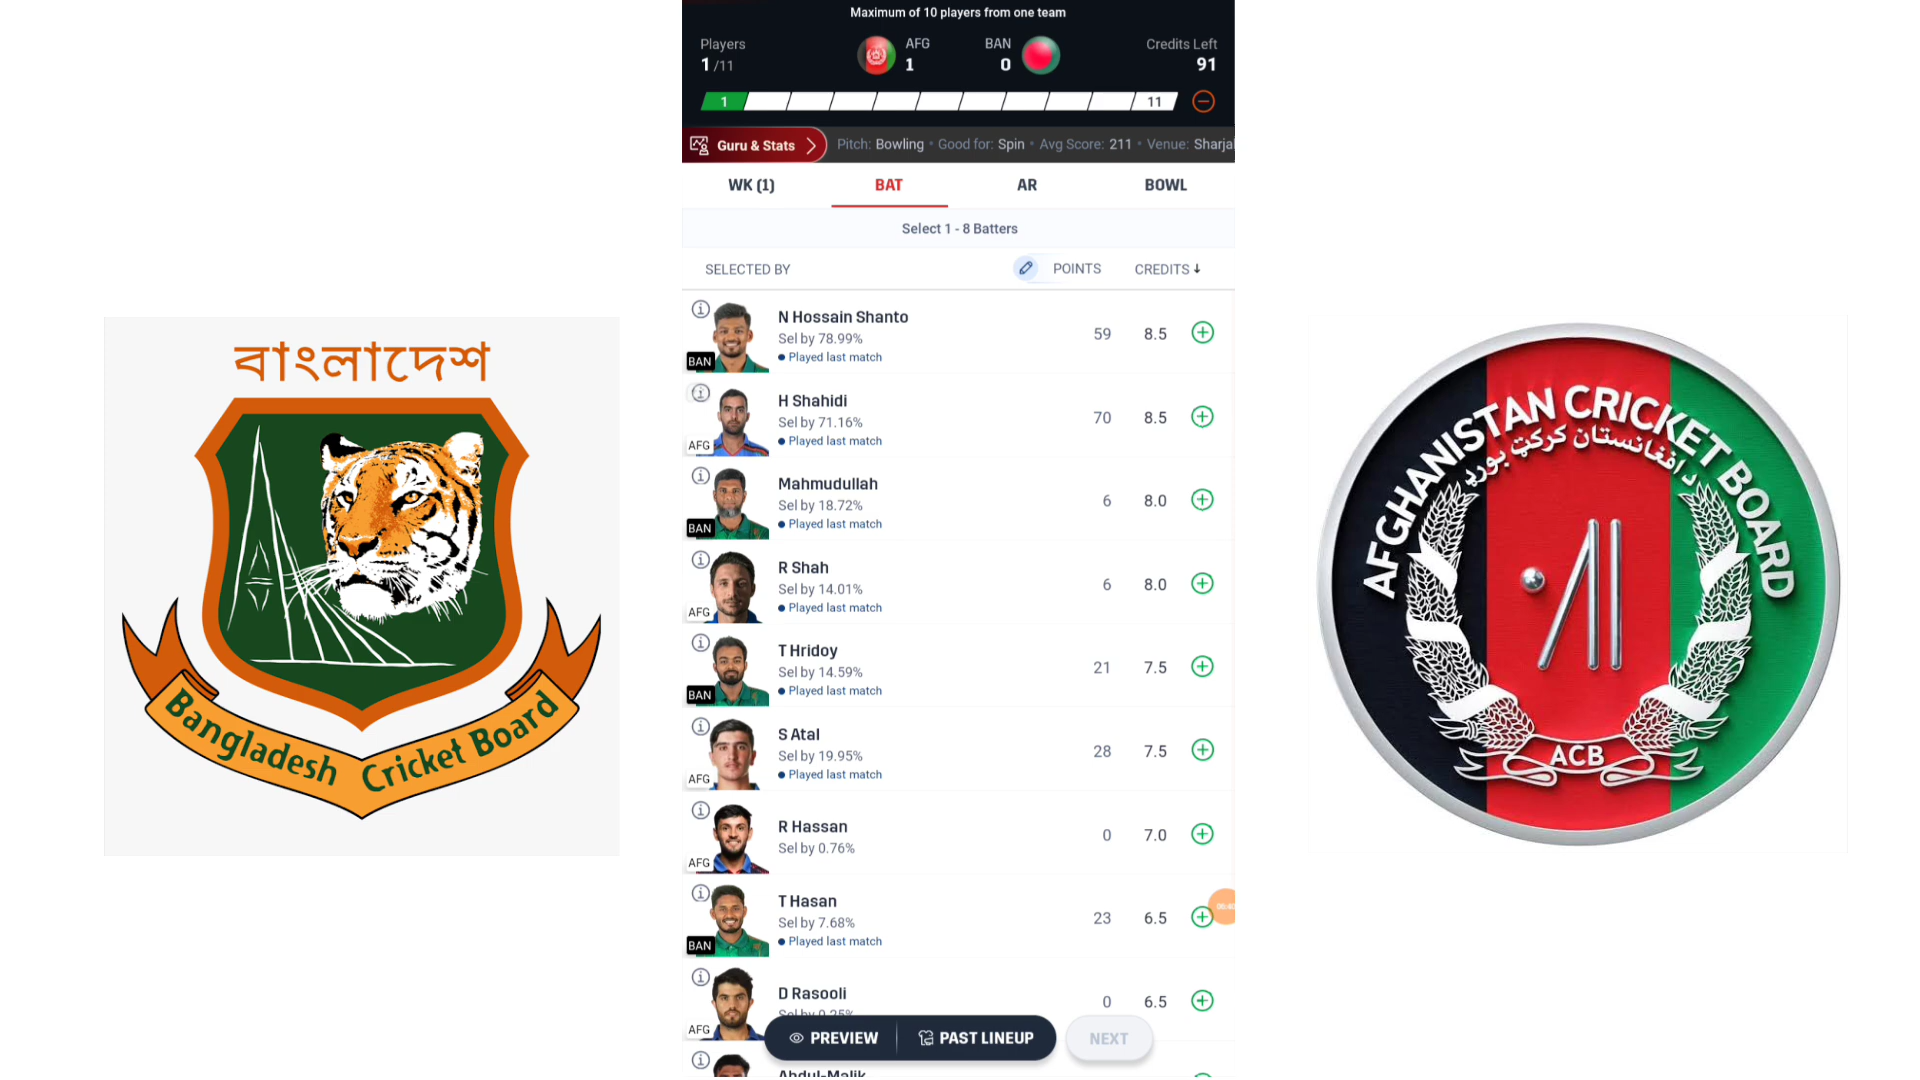 Maximum of 10 players from one team
Players
1 /11
AFG
1
BAN
0
Credits Left
91
1
11
Guru & Stats
Pitch: Bowling • Good for: Spin • Avg Score: 211 • Venue: Sharja
WK (1)
BAT
AR
BOWL
Select 1 - 8 Batters
SELECTED BY
POINTS
CREDITS
N Hossain Shanto
Sel by 78.99%
Played last match
BAN
59
8.5
H Shahidi
Sel by 71.16%
Played last match
AFG
70
8.5
Mahmudullah
Sel by 18.72%
Played last match
BAN
6
8.0
R Shah
Sel by 14.01%
Played last match
AFG
6
8.0
T Hridoy
Sel by 14.59%
Played last match
BAN
21
7.5
S Atal
Sel by 19.95%
Played last match
AFG
28
7.5
R Hassan
Sel by 0.76%
AFG
0
7.0
T Hasan
Sel by 7.68%
Played last match
BAN
23
6.5
D Rasooli
Sel by 0.25%
AFG
0
6.5
Abdul-Malik
PREVIEW
PAST LINEUP
NEXT
বাংলাদেশ
Bangladesh Cricket Board
AFGHANISTAN CRICKET BOARD
دافغانستان کرکټ بورډ
ACB